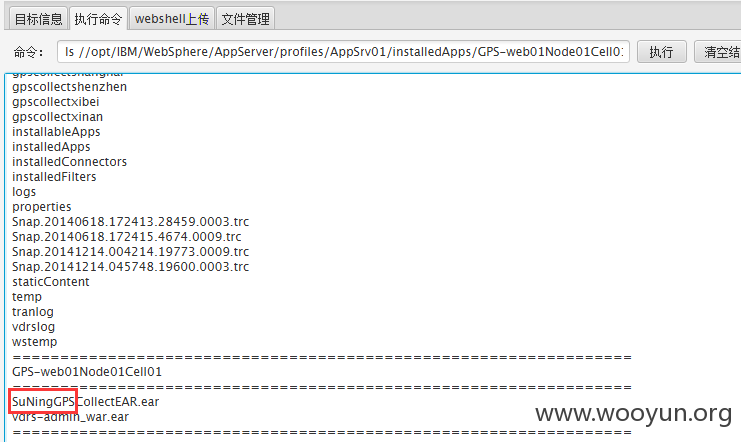 目标信息 执行命令 webshell上传 文件管理
命令： ls //opt/IBM/WebSphere/AppServer/profiles/AppSrv01/installedApps/GPS-web01Node01Cell01 执行 清空结
gpscollectshanghai
gpscollectshenzhen
gpscollectxibei
gpscollectxinan
installableApps
installedApps
installedConnectors
installedFilters
logs
properties
Snap.20140618.172413.28459.0003.trc
Snap.20140618.172415.4674.0009.trc
Snap.20141214.004214.19773.0009.trc
Snap.20141214.045748.19600.0003.trc
staticContent
temp
tranlog
vdrslog
wstemp
==================================================================
GPS-web01Node01Cell01
==================================================================
SuNingGPSCollectEAR.ear
vdrs-admin_war.ear
==================================================================
www.wooyun.org